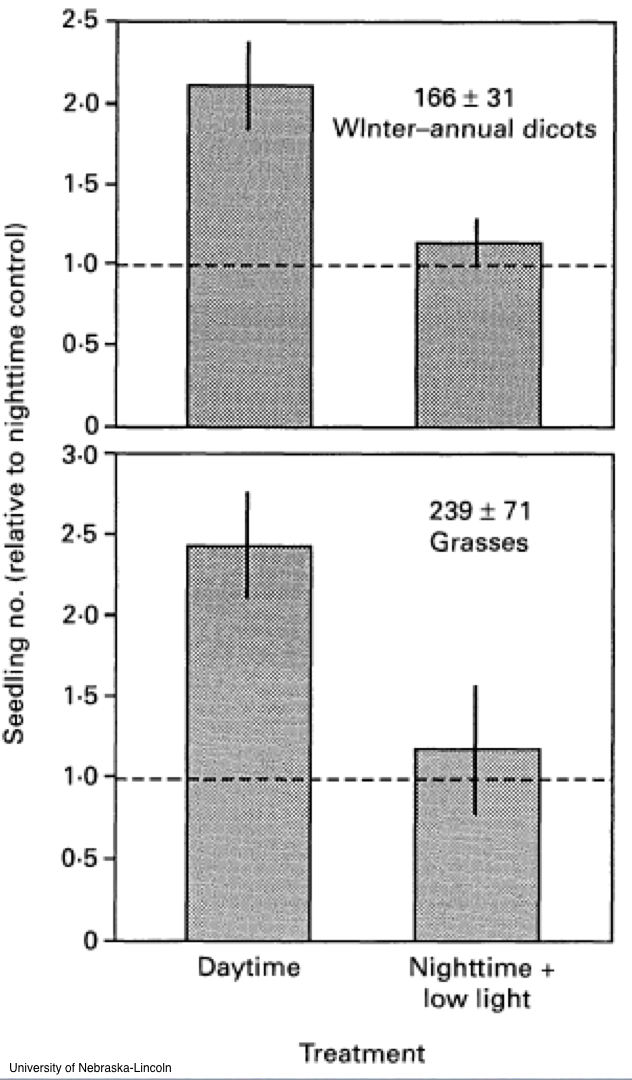 2·5
2·0
1·5
1·0
0·5
0
166 ± 31
WInter–annual dicots
3·0
2·5
2·0
1·5
1·0
0·5
0
239 ± 71
Grasses
Seedling no. (relative to nighttime control)
Daytime
Nighttime +
low light
Treatment
University of Nebraska-Lincoln